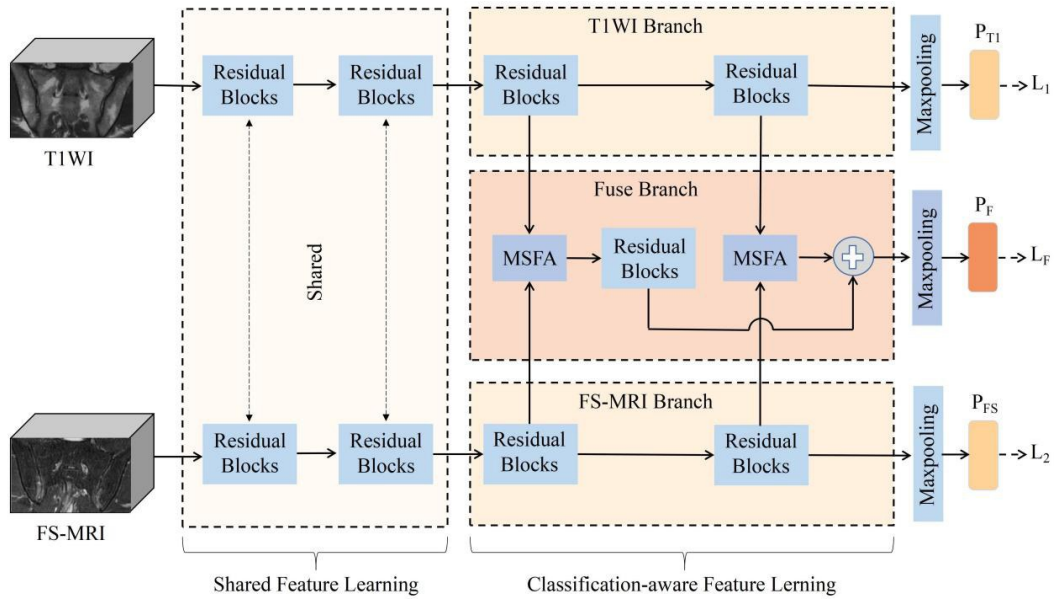 T1WI Branch
Residual
Blocks
Residual
Blocks
Residual
Blocks
Residual
Blocks
Maxpooling
P_T1
L_1
T1WI
Fuse Branch
MSFA
Residual
Blocks
MSFA
Maxpooling
P_F
L_F
Shared
FS-MRI Branch
Residual
Blocks
Residual
Blocks
Residual
Blocks
Residual
Blocks
Maxpooling
P_FS
L_2
FS-MRI
Shared Feature Learning
Classification-aware Feature Lerning